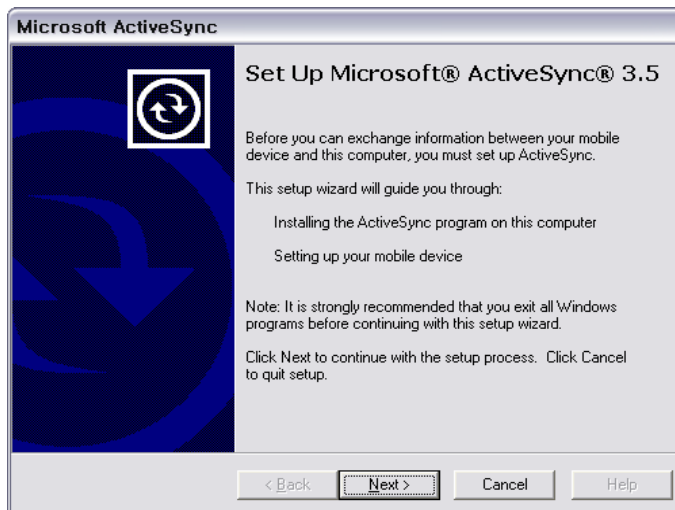 Microsoft ActiveSync
Set Up Microsoft® ActiveSync® 3.5
Before you can exchange information between your mobile
device and this computer, you must set up ActiveSync.
This setup wizard will guide you through:
Installing the ActiveSync program on this computer
Setting up your mobile device
Note: It is strongly recommended that you exit all Windows
programs before continuing with this setup wizard.
Click Next to continue with the setup process.  Click Cancel
to quit setup.
< Back Next > Cancel Help